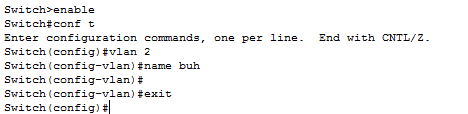 Switch>enable
Switch#conf t
Enter configuration commands, one per line.  End with CNTL/Z.
Switch(config)#vlan 2
Switch(config-vlan)#name buh
Switch(config-vlan)#
Switch(config-vlan)#exit
Switch(config)#